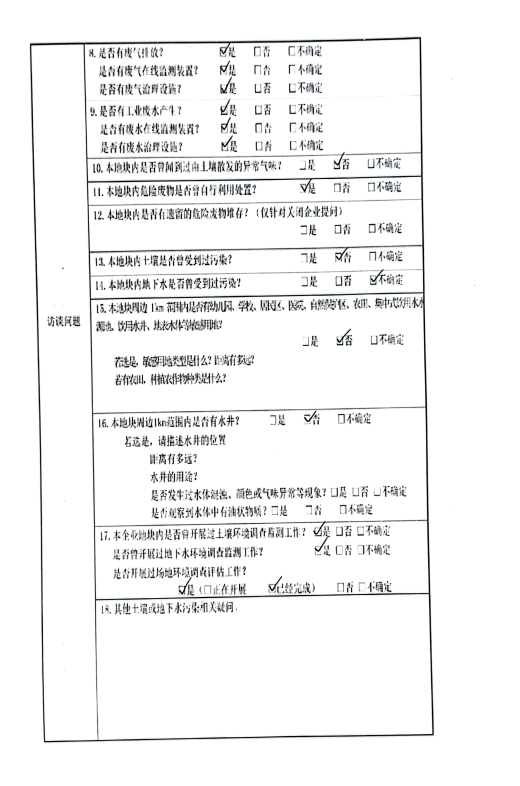 访谈问题
8.是否有废气排放? ☑是 □否 □不确定
是否有废气在线监测装置? ☑是 □否 □不确定
是否有废气治理设施? ☑是 □否 □不确定
9.是否有工业废水产生? ☑是 □否 □不确定
是否有废水在线监测装置? ☑是 □否 □不确定
是否有废水治理设施? ☑是 □否 □不确定
10.本地块内是否曾闻到过由土壤散发的异常气味? □是 ☑否 □不确定
11.本地块内危险废物是否曾自行利用处置? ☑是 □否 □不确定
12.本地块内是否有遗留的危险废物堆存?(仅针对关闭企业提问)
□是 □否 □不确定
13.本地块内土壤是否曾受到过污染? □是 ☑否 □不确定
14.本地块内地下水是否曾受到过污染? □是 □否 ☑不确定
15.本地块周边 1km 范围内是否有幼儿园、学校、居民区、医院、自然保护区、农田、集中式饮用水水
源地、饮用水井、地表水体等敏感用地?
□是 ☑否 □不确定
若选是,敏感用地类型是什么?距离有多远?
若有农田,种植农作物种类是什么?
16.本地块周边1km范围内是否有水井? □是 ☑否 □不确定
若选是,请描述水井的位置
距离有多远?
水井的用途?
是否发生过水体混浊、颜色或气味异常等现象?□是 □否 □不确定
是否观察到水体中有油状物质?□是 □否 □不确定
17.本企业地块内是否曾开展过土壤环境调查监测工作? ☑是 □否 □不确定
是否曾开展过地下水环境调查监测工作? ☑是 □否 □不确定
是否开展过场地环境调查评估工作?
☑是(□正在开展 ☑已经完成) □否 □不确定
18.其他土壤或地下水污染相关疑问。